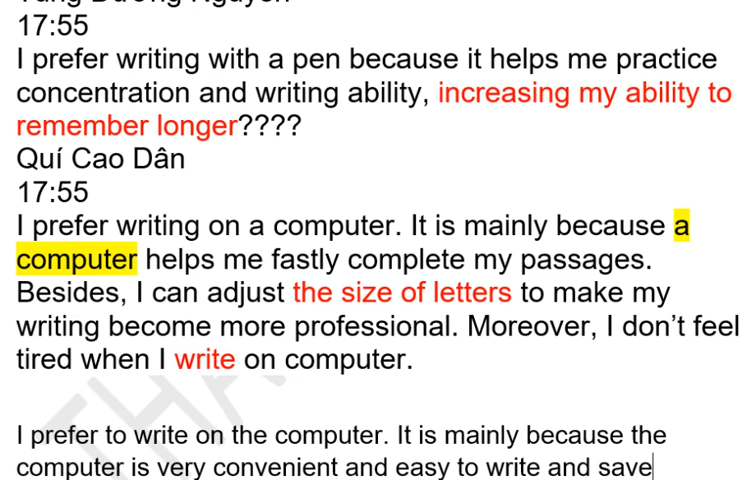 17:55
I prefer writing with a pen because it helps me practice
concentration and writing ability, increasing my ability to
remember longer????
Quí Cao Dân
17:55
I prefer writing on a computer. It is mainly because a
computer helps me fastly complete my passages.
Besides, I can adjust the size of letters to make my
writing become more professional. Moreover, I don’t feel
tired when I write on computer.
I prefer to write on the computer. It is mainly because the
computer is very convenient and easy to write and save